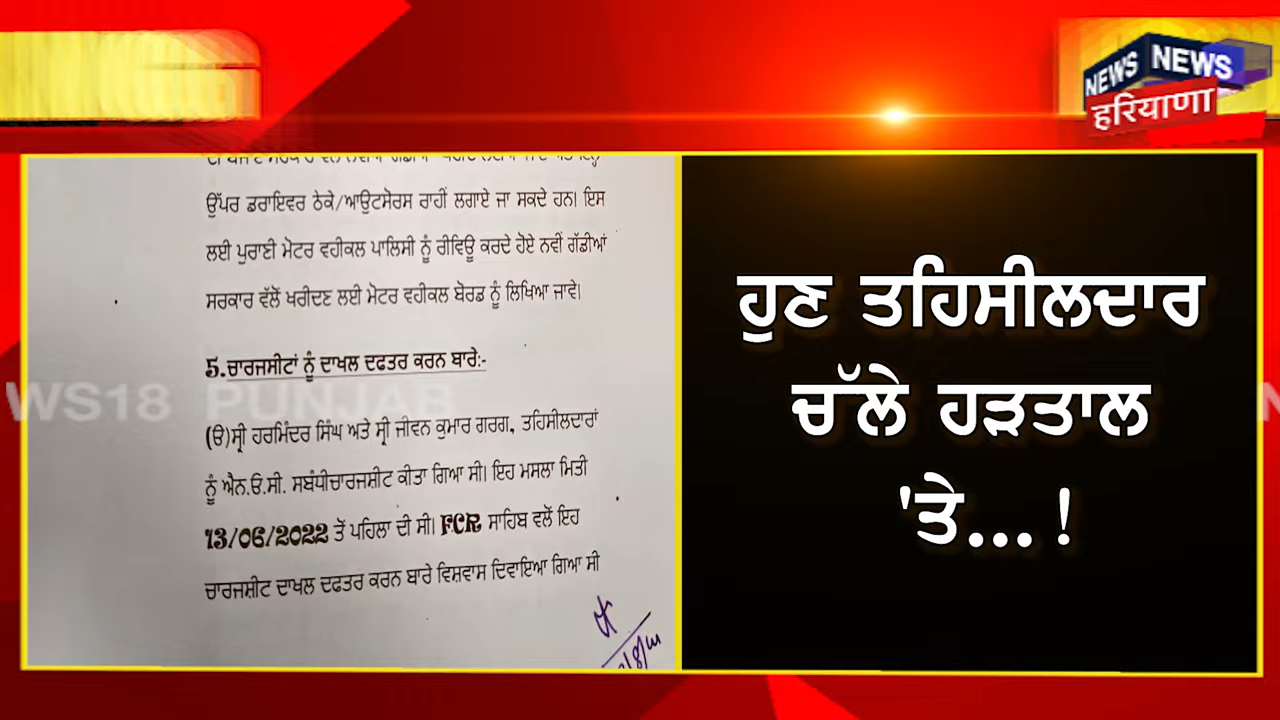 NEWS NEWS
हरियाणा
ਉੱਪਰ ਡਰਾਇਵਰ ਠੇਕੇ/ਆਊਟਸੋਰਸ ਰਾਹੀਂ ਲਗਾਏ ਜਾ ਸਕਦੇ ਹਨ। ਇਸ
ਲਈ ਪੁਰਾਣੀ ਮੋਟਰ ਵਹੀਕਲ ਪਾਲਿਸੀ ਨੂੰ ਰੀਵਿਊ ਕਰਦੇ ਹੋਏ ਨਵੀਂ ਗੱਡੀਆਂ
ਸਰਕਾਰ ਵੱਲੋਂ ਖਰੀਦਣ ਲਈ ਮੋਟਰ ਵਹੀਕਲ ਬੋਰਡ ਨੂੰ ਲਿਖਿਆ ਜਾਵੇ।
5.ਚਾਰਜਸੀਟਾਂ ਨੂੰ ਦਾਖਲ ਦਫਤਰ ਕਰਨ ਬਾਰੇ:-
WS18 PUNJAB
(ੳ)ਸ੍ਰੀ ਹਰਮਿੰਦਰ ਸਿੰਘ ਅਤੇ ਸ੍ਰੀ ਜੀਵਨ ਕੁਮਾਰ ਗਰਗ, ਤਹਿਸੀਲਦਾਰਾਂ
ਨੂੰ ਐਨ.ਓ.ਸੀ. ਸਬੰਧੀਚਾਰਜਸ਼ੀਟ ਕੀਤਾ ਗਿਆ ਸੀ। ਇਹ ਮਸਲਾ ਮਿਤੀ
13/06/2022 ਤੋਂ ਪਹਿਲਾ ਦੀ ਸੀ। FCR ਸਾਹਿਬ ਵਲੋਂ ਇਹ
ਚਾਰਜਸ਼ੀਟ ਦਾਖਲ ਦਫਤਰ ਕਰਨ ਬਾਰੇ ਵਿਸ਼ਵਾਸ ਦਿਵਾਇਆ ਗਿਆ ਸੀ
ਹੁਣ ਤਹਿਸੀਲਦਾਰ
ਚੱਲੇ ਹੜਤਾਲ
'ਤੇ... !